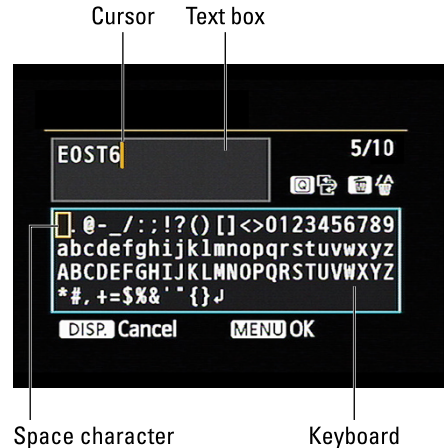 Cursor Text box
EOST6
5/10
Q
. @-_/:;!?()[]<>0123456789
abcdefghijklmnopqrstuvwxyz
ABCDEFGHIJKLMNOPQRSTUVWXYZ
*#,+=$%&'"{}↲
DISP. Cancel MENU OK
Space character Keyboard